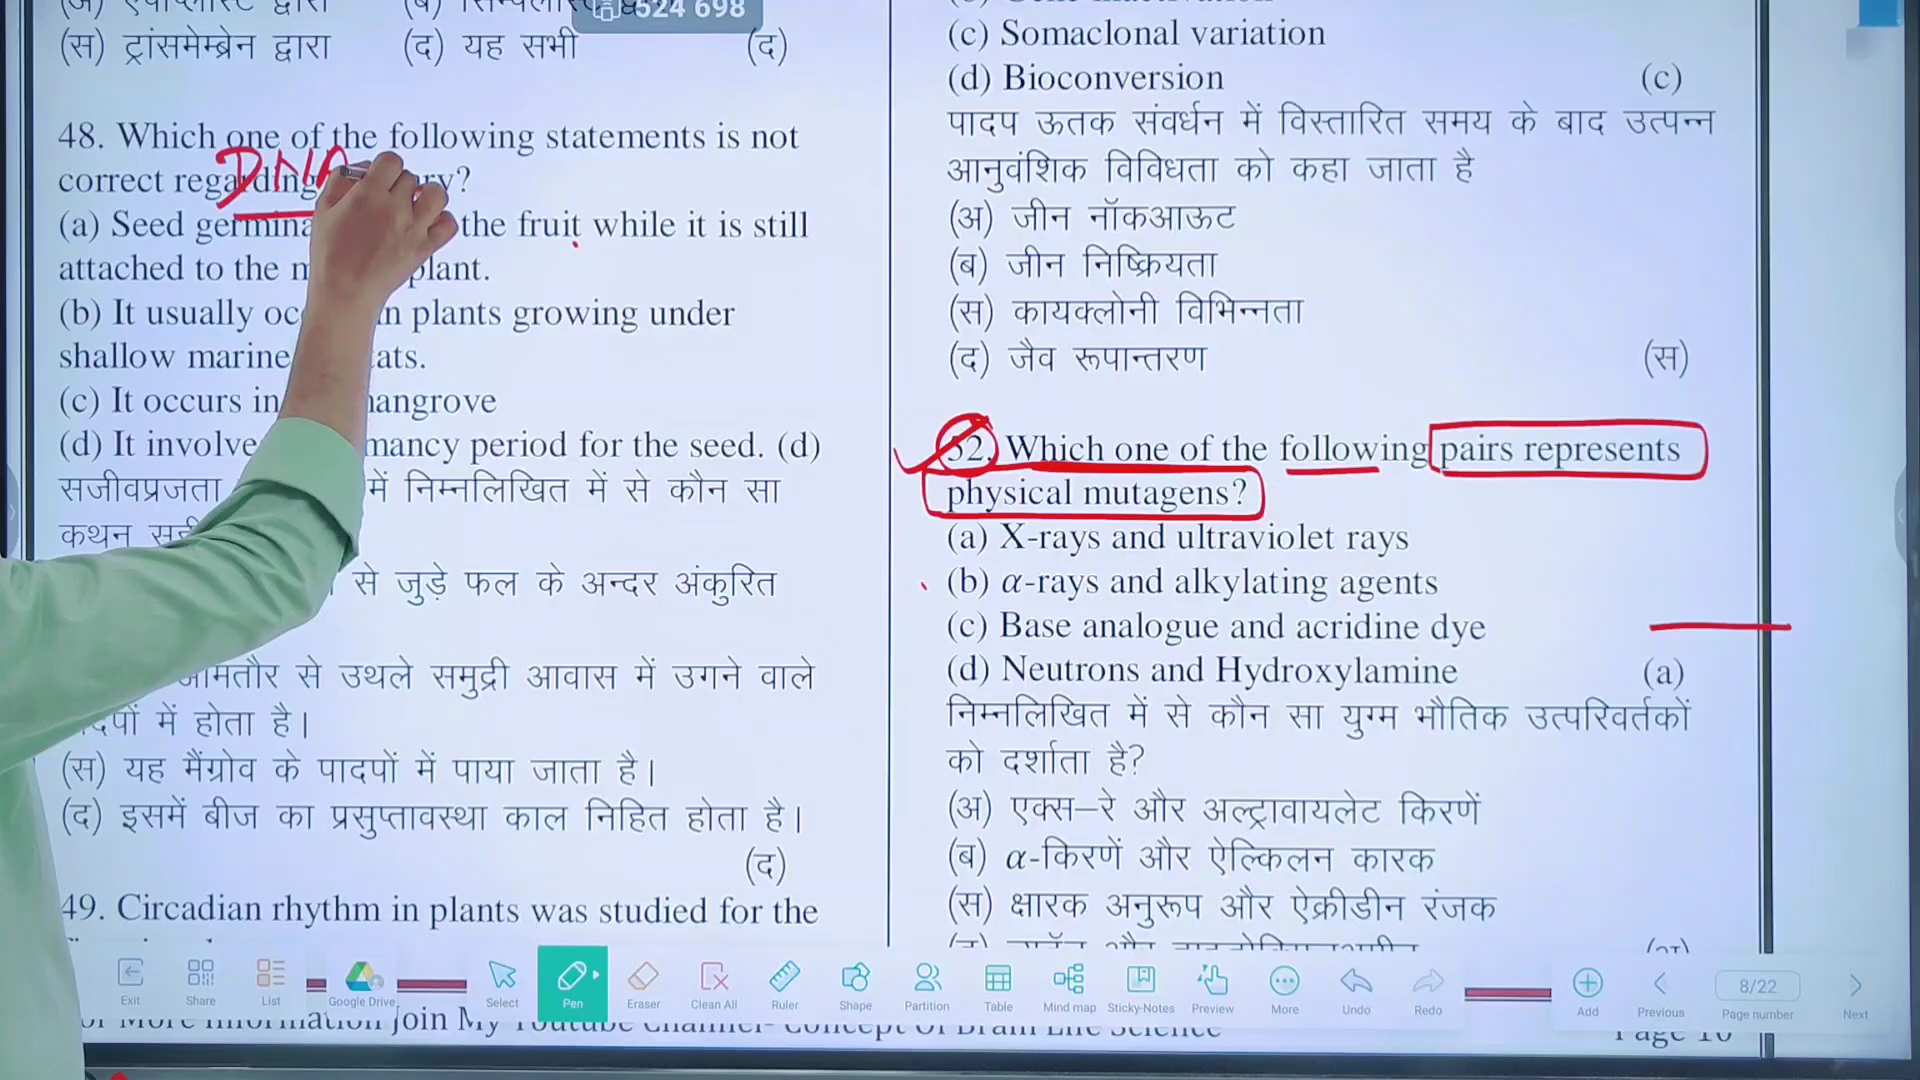 (स) ट्रांसमेम्ब्रेन द्वारा (द) यह सभी (द)
48. Which one of the following statements is not
correct
DNA
(a) Seed the fruit while it is still
attached to the plant.
(b) It usually in plants growing under
shallow marine
(c) It occurs in
(d) It period for the seed. (d)
सजीवप्रजता में निम्नलिखित में से कौन सा
कथन
से जुड़े फल के अन्दर अंकुरित
से उथले समुद्री आवास में उगने वाले
में होता है।
(स) यह मैंग्रोव के पादपों में पाया जाता है।
(द) इसमें बीज का प्रसुप्तावस्था काल निहित होता है।
(द)
49. Circadian rhythm in plants was studied for the
524 698
(c) Somaclonal variation
(d) Bioconversion (c)
पादप ऊतक संवर्धन में विस्तारित समय के बाद उत्पन्न
आनुवंशिक विविधता को कहा जाता है
(अ) जीन नॉकआऊट
(ब) जीन निष्क्रियता
(स) कायक्लोनी विभिन्नता
(द) जैव रूपान्तरण (स)
52. Which one of the following pairs represents
physical mutagens?
(a) X-rays and ultraviolet rays
(b) α-rays and alkylating agents
(c) Base analogue and acridine dye
(d) Neutrons and Hydroxylamine (a)
निम्नलिखित में से कौन सा युग्म भौतिक उत्परिवर्तकों
को दर्शाता है?
(अ) एक्स–रे और अल्ट्रावायलेट किरणें
(ब) α-किरणें और ऐल्किलन कारक
(स) क्षारक अनुरूप और ऐक्रीडीन रंजक
Exit Share List Google Drive Select Pen Eraser Clean All Ruler Shape Partition Table Mind map Sticky-Notes Preview More Undo Redo Add Previous 8/22 Page number Next